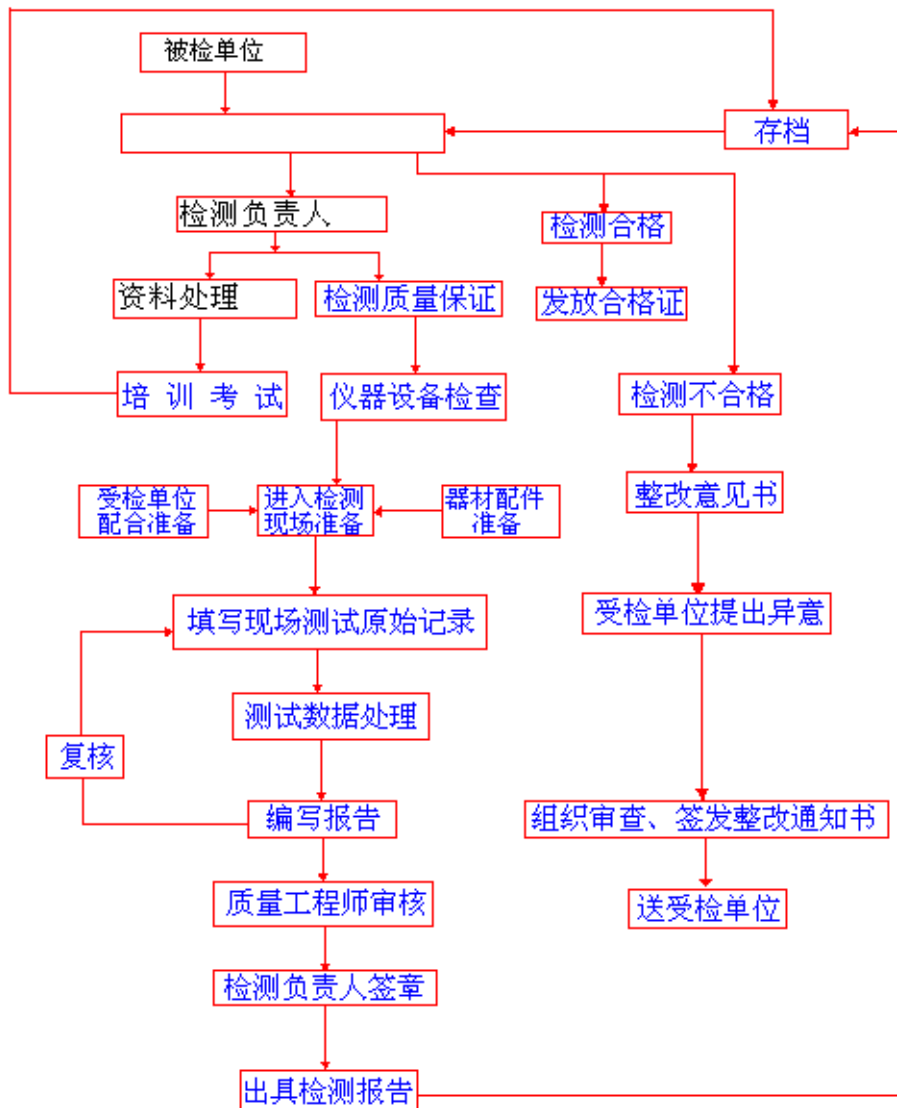 被检单位
存档
检测负责人
检测合格
资料处理
检测质量保证
发放合格证
培 训 考 试
仪器设备检查
检测不合格
受检单位
配合准备
进入检测
现场准备
器材配件
准备
整改意见书
填写现场测试原始记录
受检单位提出异意
测试数据处理
复核
编写报告
组织审查、签发整改通知书
质量工程师审核
送受检单位
检测负责人签章
出具检测报告